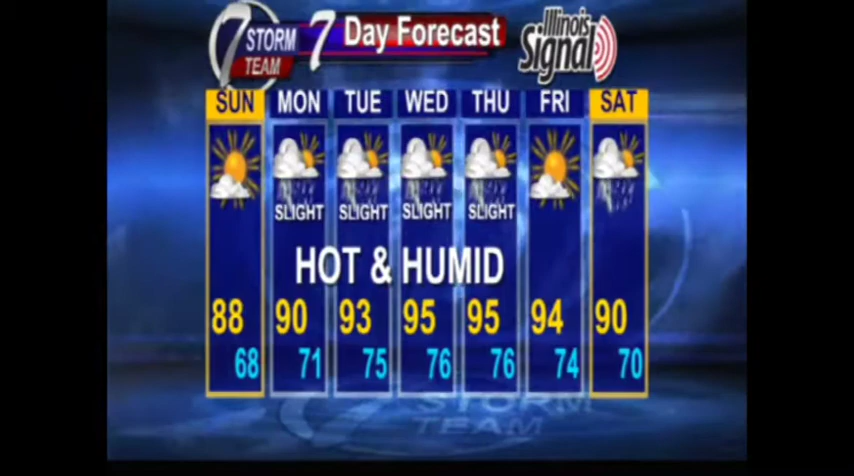 7 STORM TEAM
7 Day Forecast
Illinois Signal
SUN MON TUE WED THU FRI SAT
SLIGHT SLIGHT SLIGHT SLIGHT
HOT & HUMID
88 90 93 95 95 94 90
68 71 75 76 76 74 70
STORM
TEAM